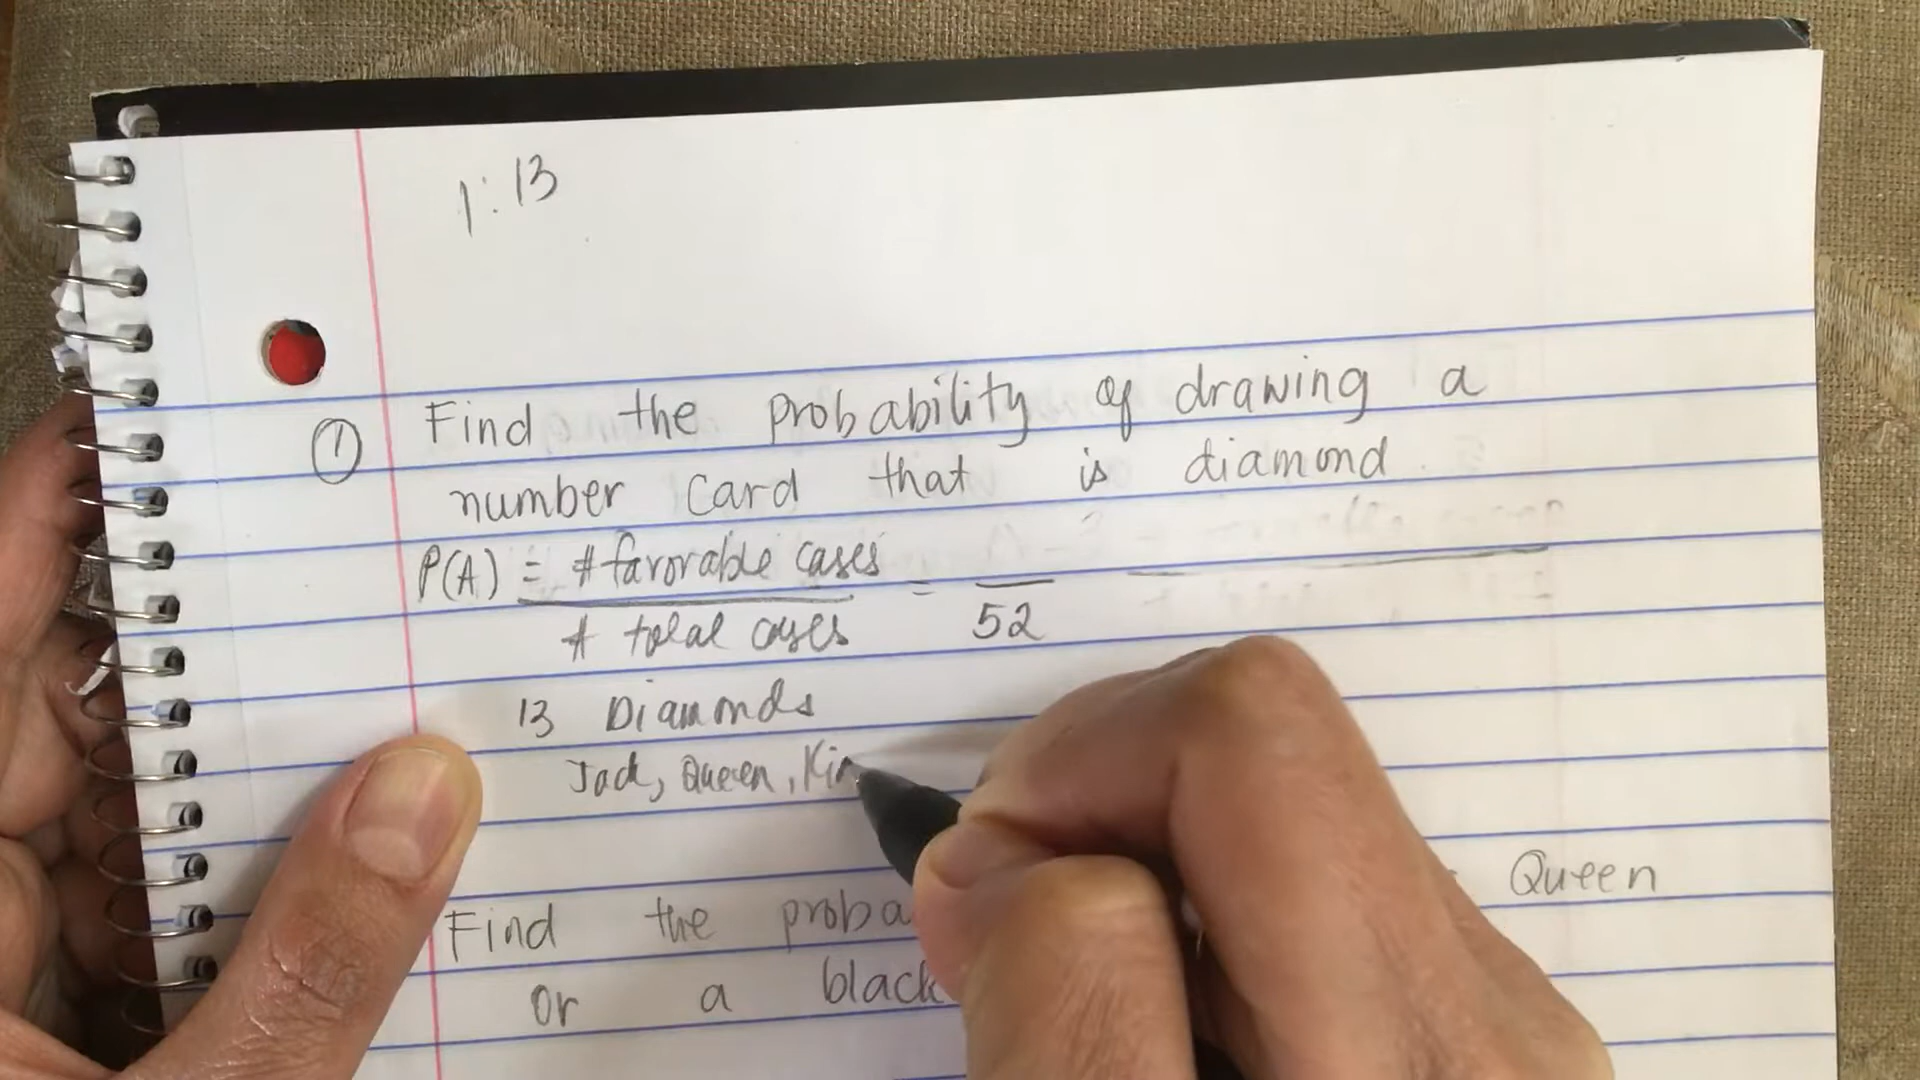 1:13
① Find the probability of drawing a
number card that is diamond.
P(A) = # favorable cases = 
# total cases 52
13 Diamonds
Jack, Queen, Kin
Find the proba Queen
or a black